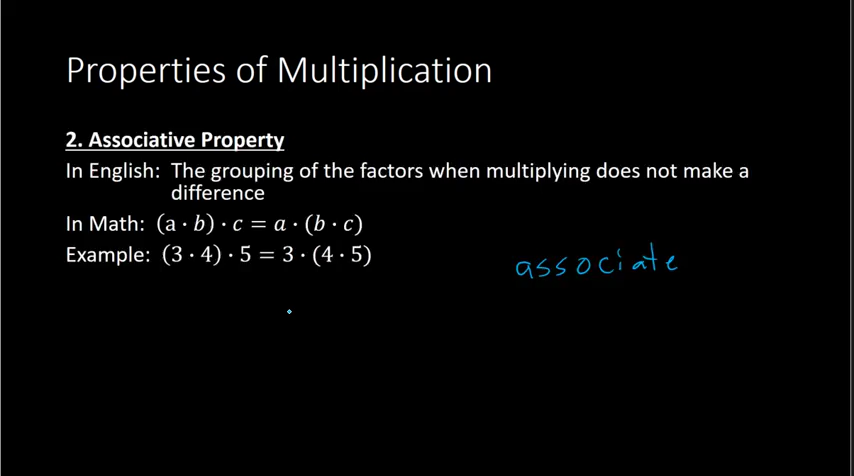 Properties of Multiplication
2. Associative Property
In English: The grouping of the factors when multiplying does not make a
difference
In Math: (a · b) · c = a · (b · c)
Example: (3 · 4) · 5 = 3 · (4 · 5)
associate